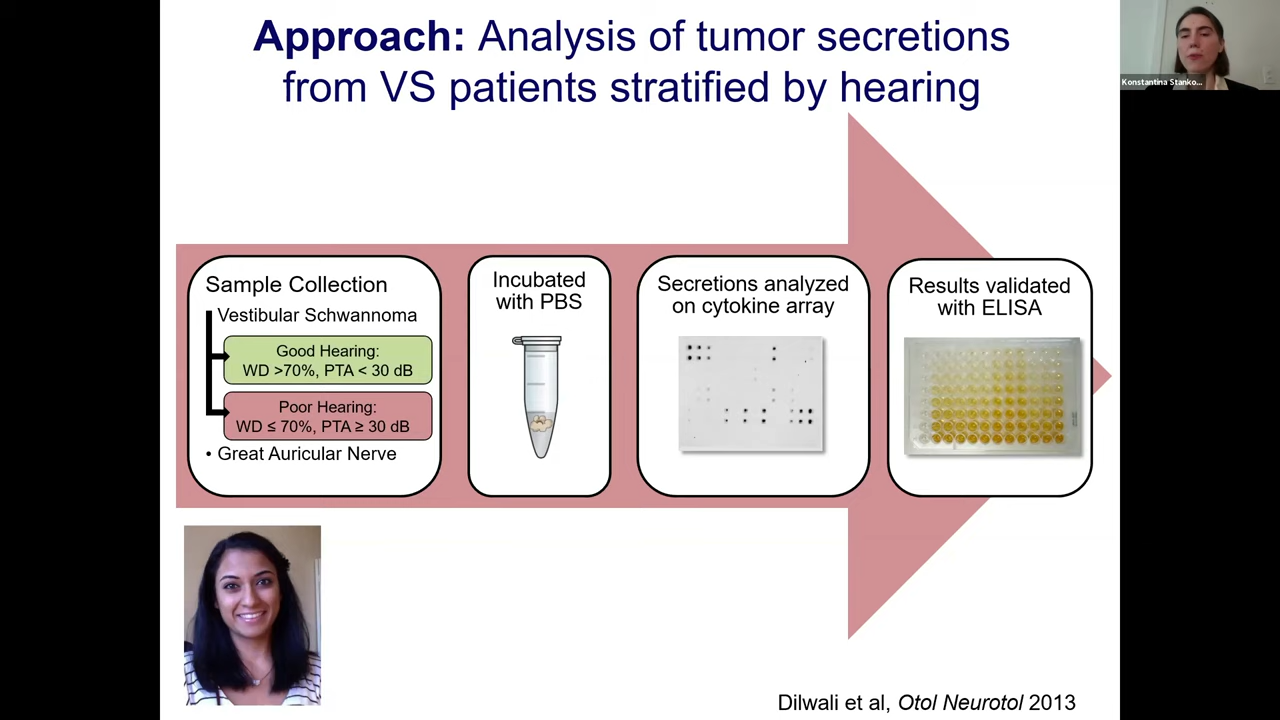 Approach: Analysis of tumor secretions
from VS patients stratified by hearing
Konstantina Stanko...
Sample Collection
Vestibular Schwannoma
Good Hearing:
WD >70%, PTA < 30 dB
Poor Hearing:
WD ≤ 70%, PTA ≥ 30 dB
• Great Auricular Nerve
Incubated
with PBS
Secretions analyzed
on cytokine array
Results validated
with ELISA
Dilwali et al, Otol Neurotol 2013